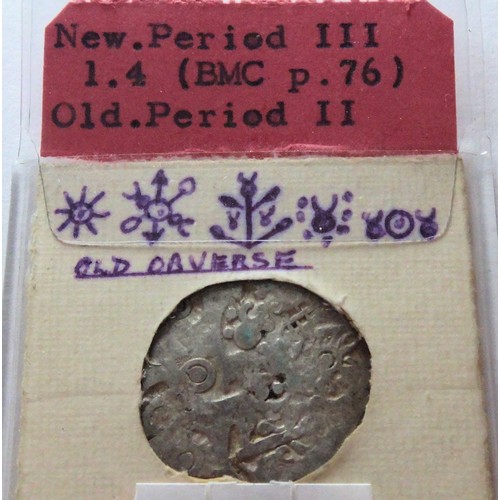 New.Period III
1.4 (BMC p.76)
Old.Period II
OLD OBVERSE